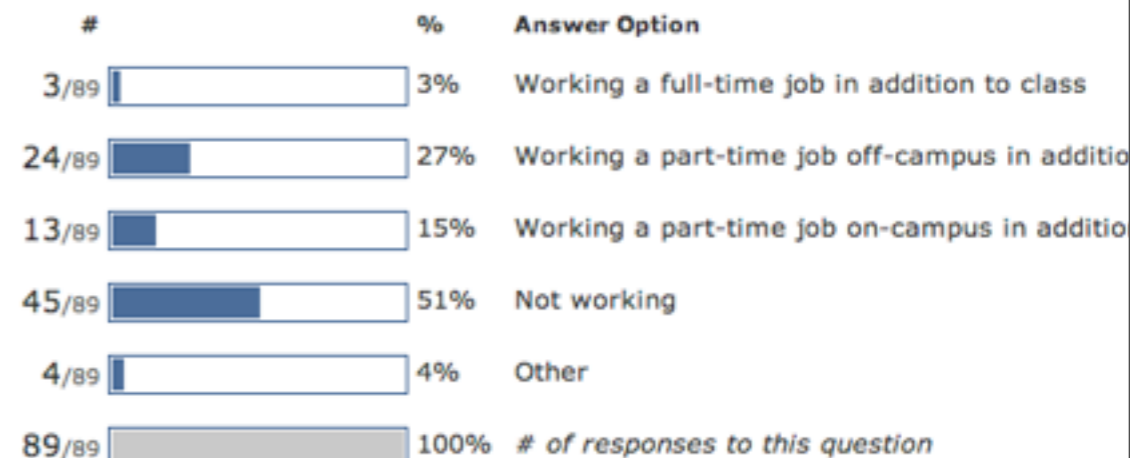 # % Answer Option
3/89 3% Working a full-time job in addition to class
24/89 27% Working a part-time job off-campus in additio
13/89 15% Working a part-time job on-campus in additio
45/89 51% Not working
4/89 4% Other
89/89 100% # of responses to this question